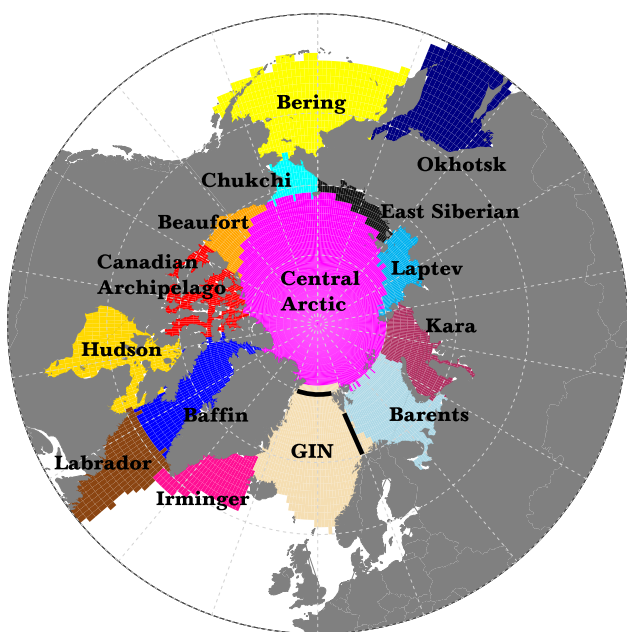 Bering
Okhotsk
Chukchi
East Siberian
Beaufort
Canadian
Archipelago
Central
Arctic
Laptev
Kara
Hudson
Baffin
Barents
GIN
Labrador
Irminger